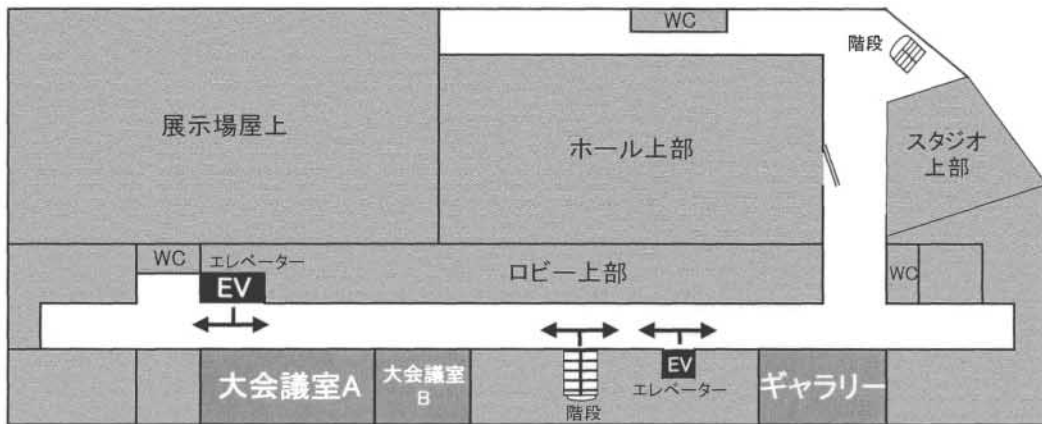 WC
階段
展示場屋上
ホール上部
スタジオ
上部
WC
エレベーター
EV
ロビー上部
WC
大会議室A
大会議室
B
階段
EV
エレベーター
ギャラリー